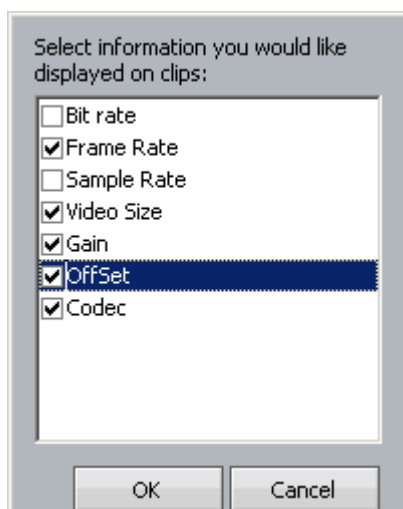 Select information you would like
displayed on clips:
Bit rate
Frame Rate
Sample Rate
Video Size
Gain
OffSet
Codec
OK
Cancel